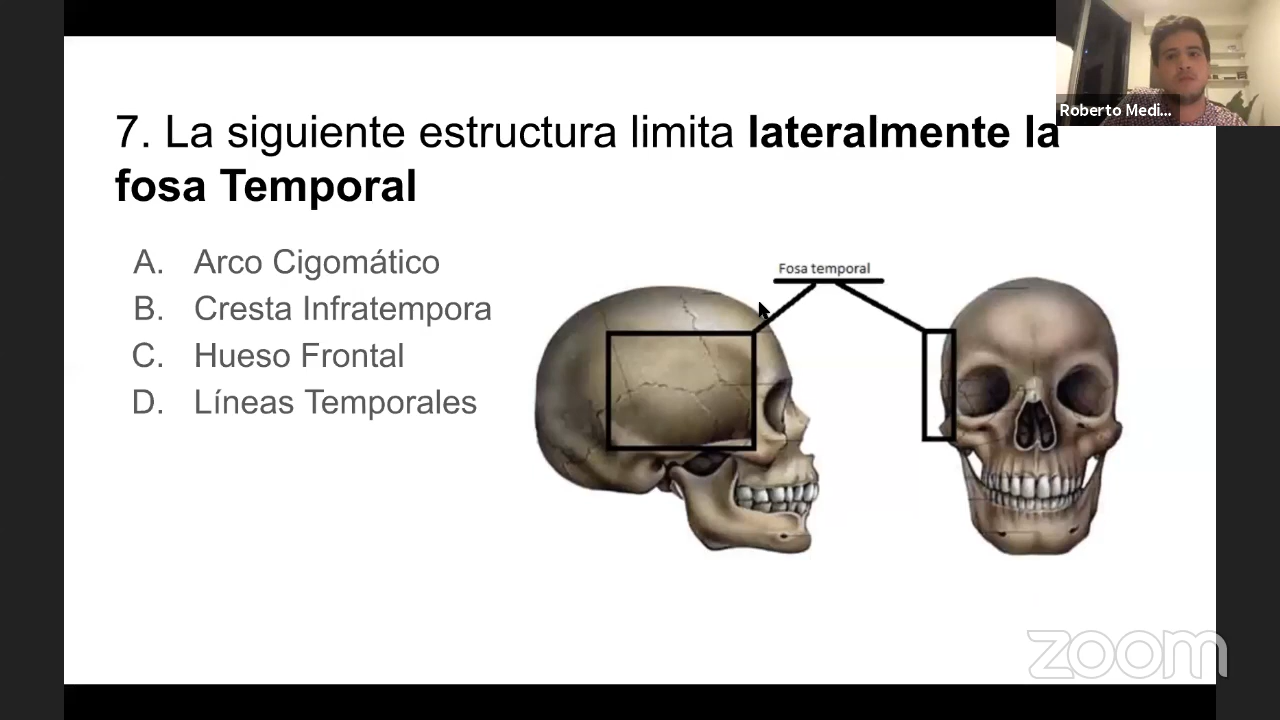 7. La siguiente estructura limita lateralmente la
fosa Temporal
A. Arco Cigomático
B. Cresta Infratempora
C. Hueso Frontal
D. Líneas Temporales
Fosa temporal
Roberto Medi...
zoom